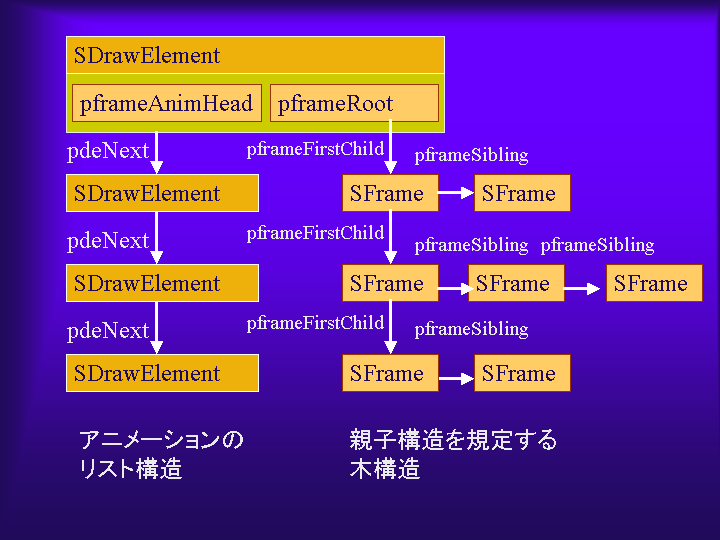 SDrawElement
pframeAnimHead pframeRoot
pdeNext pframeFirstChild pframeSibling
SDrawElement SFrame SFrame
pdeNext pframeFirstChild pframeSibling pframeSibling
SDrawElement SFrame SFrame SFrame
pdeNext pframeFirstChild pframeSibling
SDrawElement SFrame SFrame
アニメーションの
リスト構造
親子構造を規定する
木構造